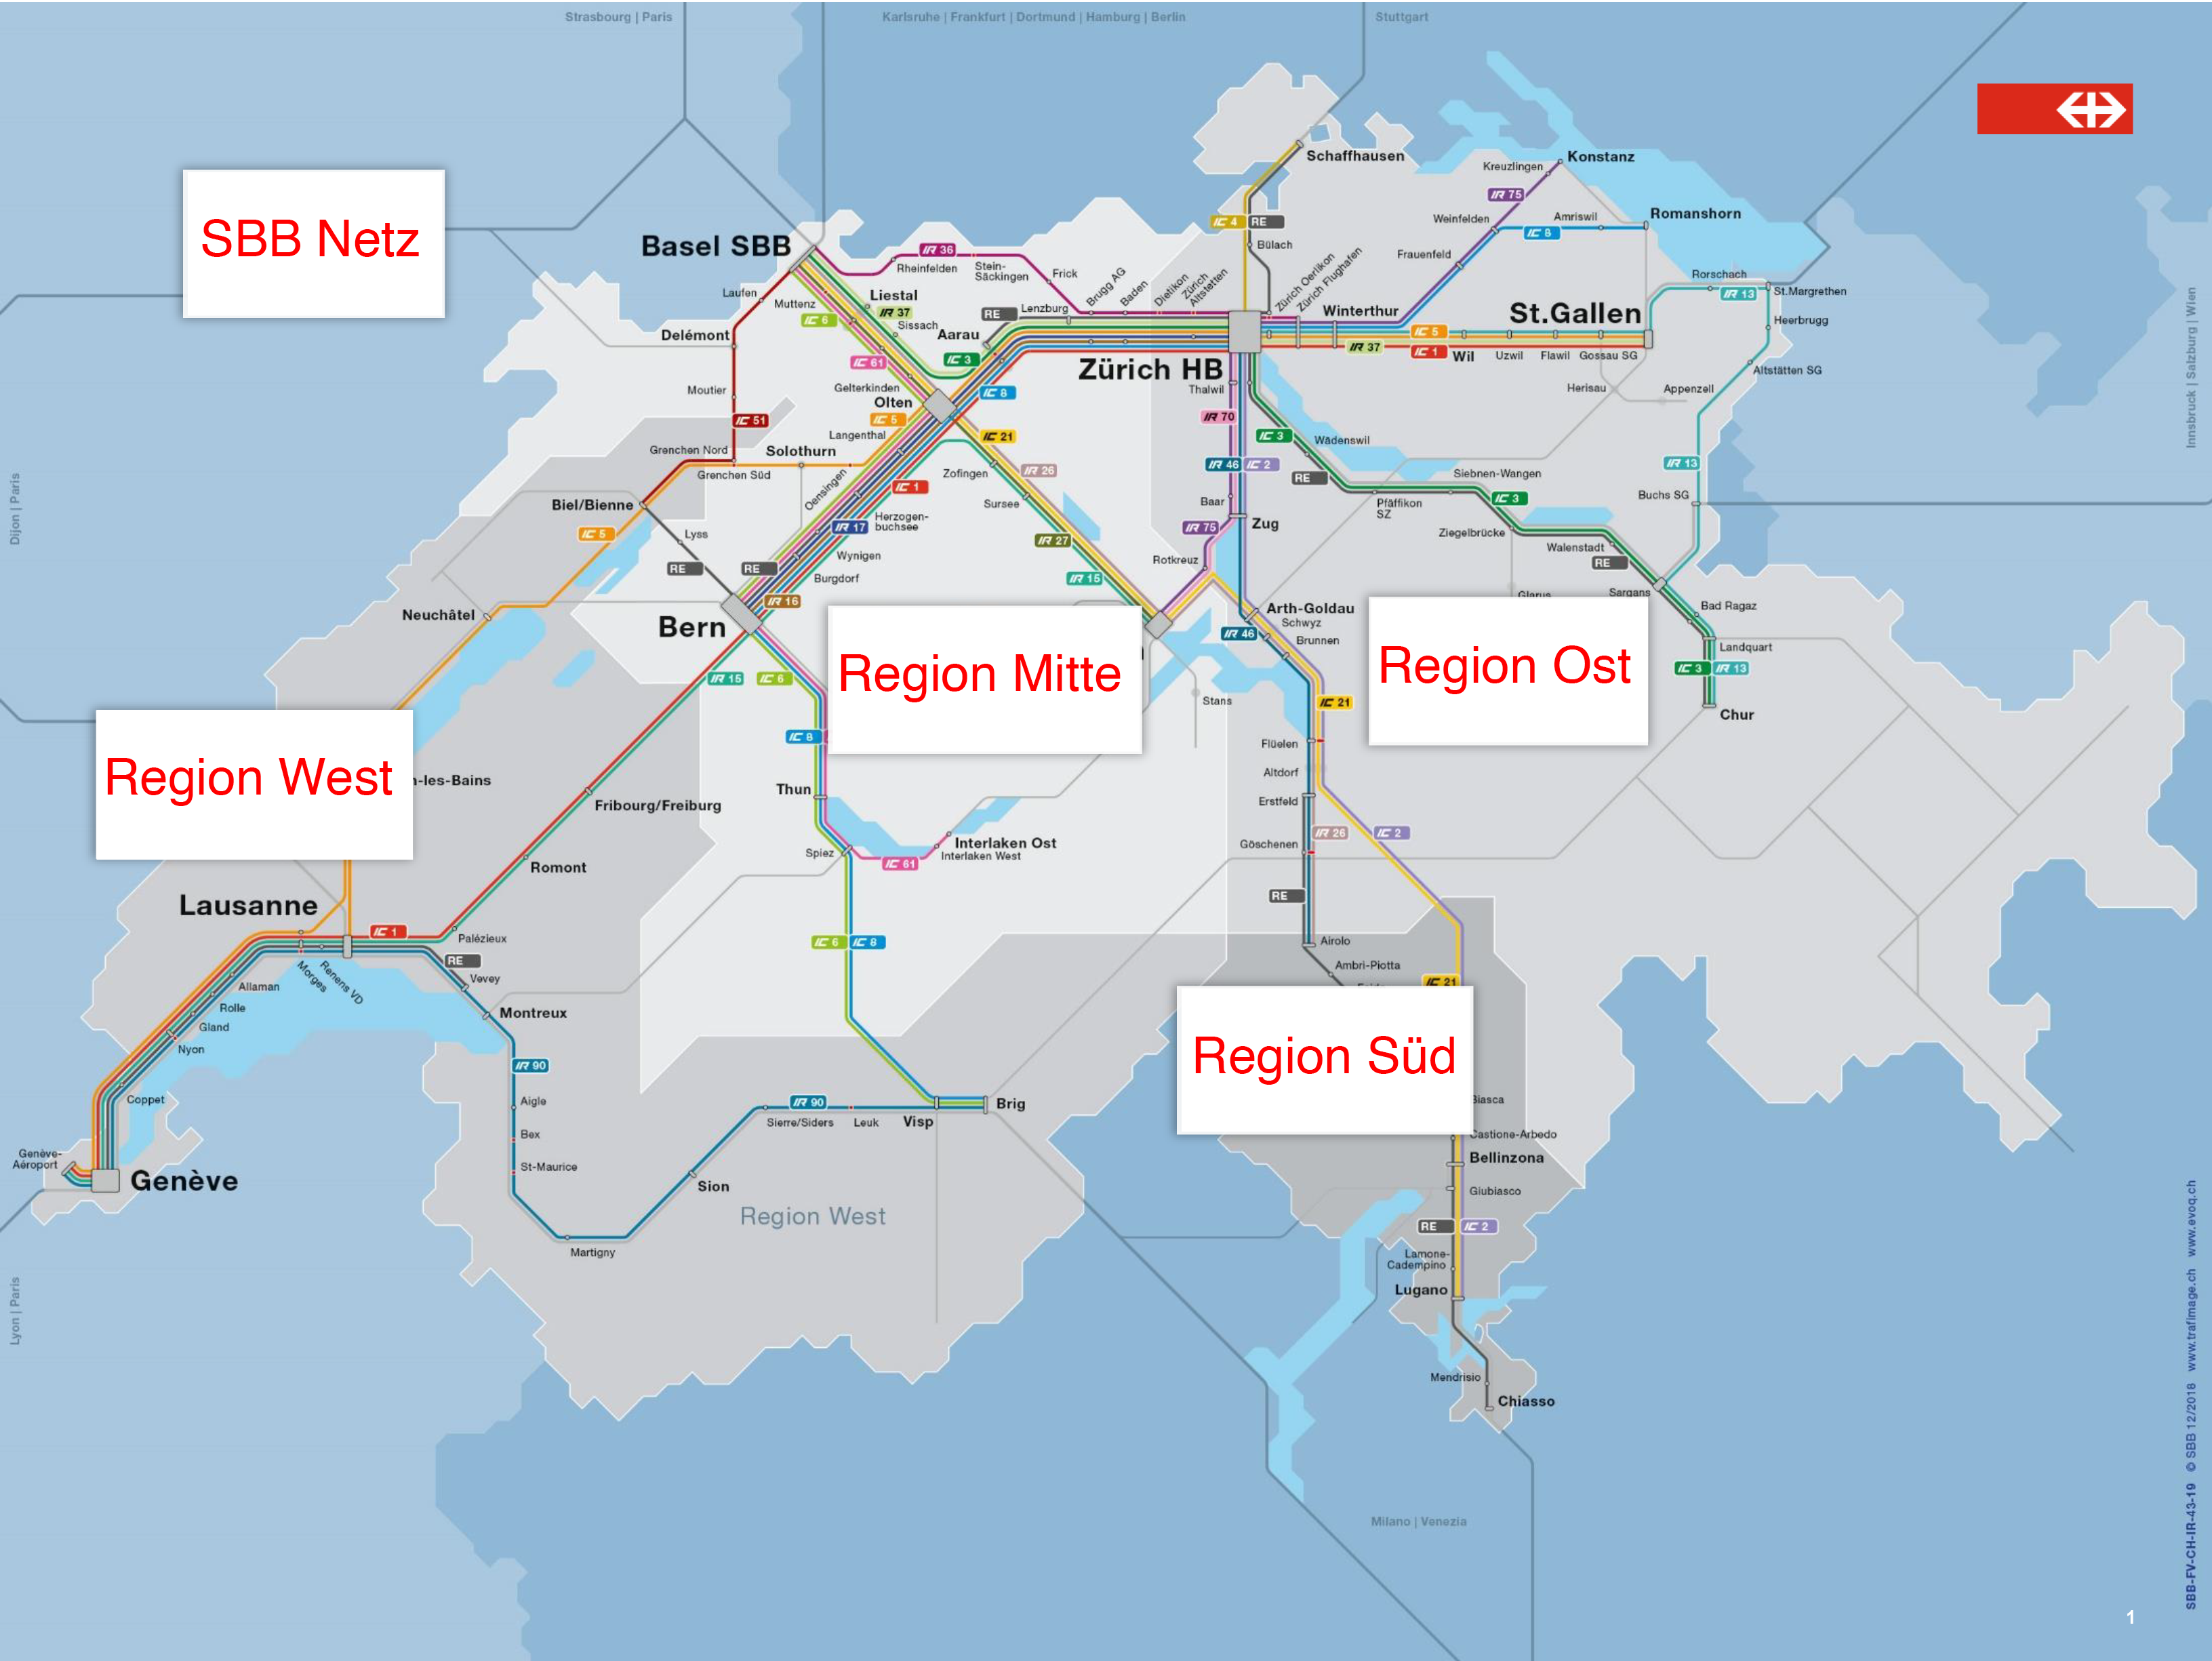 Strasbourg | Paris
Karlsruhe | Frankfurt | Dortmund | Hamburg | Berlin
Stuttgart
SBB Netz
Schaffhausen
Kreuzlingen
Konstanz
IR 75
IC 4
RE
Weinfelden
Amriswil
Romanshorn
IC 8
Basel SBB
IR 36
Bülach
Frauenfeld
Rheinfelden
Stein-
Säckingen
Frick
Brugg AG
Baden
Dietikon
Zürich
Altstetten
Zürich Oerlikon
Zürich Flughafen
Rorschach
IR 13
St.Margrethen
Laufen
Muttenz
Liestal
IR 37
IC 6
Sissach
RE
Lenzburg
Winterthur
St.Gallen
Heerbrugg
Delémont
Aarau
IC 5
IR 37
IC 1
Wil
Uzwil
Flawil
Gossau SG
IC 61
IC 3
Zürich HB
Altstätten SG
Moutier
Gelterkinden
Olten
IC 8
Thalwil
Herisau
Appenzell
IC 51
IC 5
Langenthal
IC 21
IR 70
IC 3
Wädenswil
Grenchen Nord
Solothurn
Grenchen Süd
Oensingen
Zofingen
IR 26
IR 46
IC 2
RE
Siebnen-Wangen
IR 13
IC 1
Sursee
Baar
Pfäffikon
SZ
IC 3
Buchs SG
Biel/Bienne
Herzogen-
buchsee
IR 17
IR 75
Zug
Ziegelbrücke
IC 5
Lyss
Wynigen
IR 27
Rotkreuz
Walenstadt
RE
RE
RE
Burgdorf
IR 15
Glarus
Sargans
Neuchâtel
IR 16
Bern
Arth-Goldau
Schwyz
IR 46
Brunnen
Bad Ragaz
Landquart
Region Mitte
Region Ost
IR 15
IC 6
IC 3
IR 13
Stans
IC 21
Chur
IC 8
Flüelen
Region West
-les-Bains
Altdorf
Thun
Fribourg/Freiburg
Erstfeld
IR 26
IC 2
Göschenen
Spiez
Interlaken Ost
Interlaken West
IC 61
Romont
RE
Lausanne
IC 1
Palézieux
IC 6
IC 8
Airolo
RE
Morges
Renens VD
Vevey
Ambri-Piotta
IC 21
Allaman
Rolle
Gland
Nyon
Montreux
Region Süd
IR 90
Coppet
Aigle
Bex
St-Maurice
IR 90
Sierre/Siders
Leuk
Visp
Brig
Biasca
Castione-Arbedo
Bellinzona
Genève-
Aéroport
Genève
Sion
Giubiasco
Region West
RE
IC 2
Martigny
Lamone-
Cadempino
Lugano
Mendrisio
Chiasso
Milano | Venezia
Dijon | Paris
Lyon | Paris
Innsbruck | Salzburg | Wien
SBB-FV-CH-IR-43-19 © SBB 12/2018 www.trafimage.ch www.evoq.ch
1